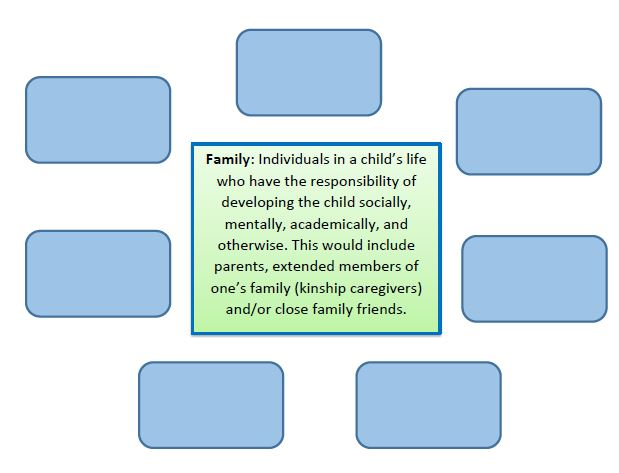 Family: Individuals in a child’s life
who have the responsibility of
developing the child socially,
mentally, academically, and
otherwise. This would include
parents, extended members of
one’s family (kinship caregivers)
and/or close family friends.